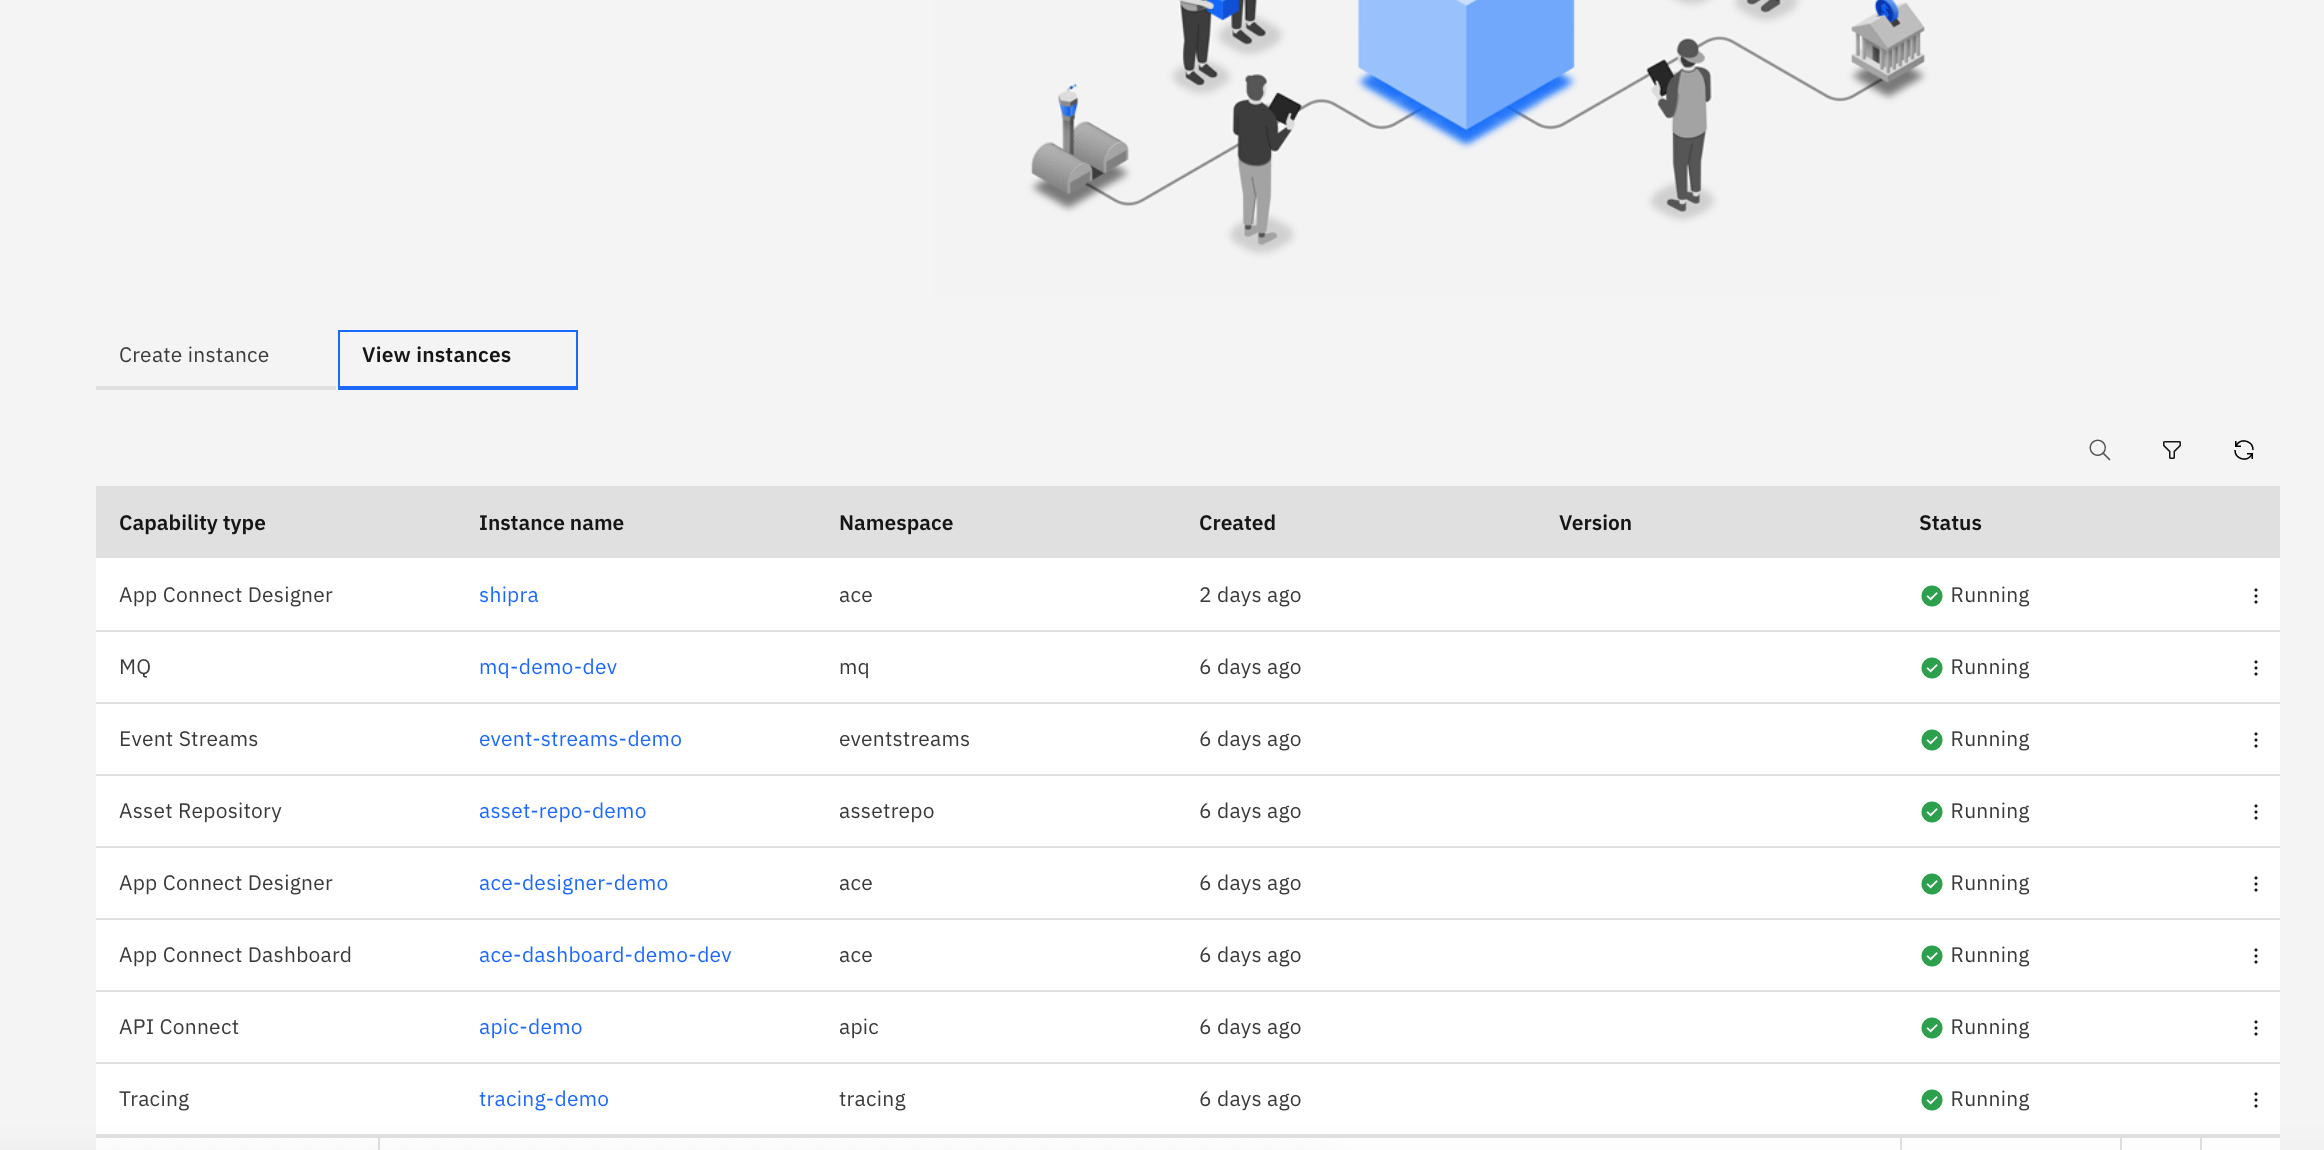 Create instance View instances
Capability type Instance name Namespace Created Version Status
App Connect Designer shipra ace 2 days ago Running
MQ mq-demo-dev mq 6 days ago Running
Event Streams event-streams-demo eventstreams 6 days ago Running
Asset Repository asset-repo-demo assetrepo 6 days ago Running
App Connect Designer ace-designer-demo ace 6 days ago Running
App Connect Dashboard ace-dashboard-demo-dev ace 6 days ago Running
API Connect apic-demo apic 6 days ago Running
Tracing tracing-demo tracing 6 days ago Running